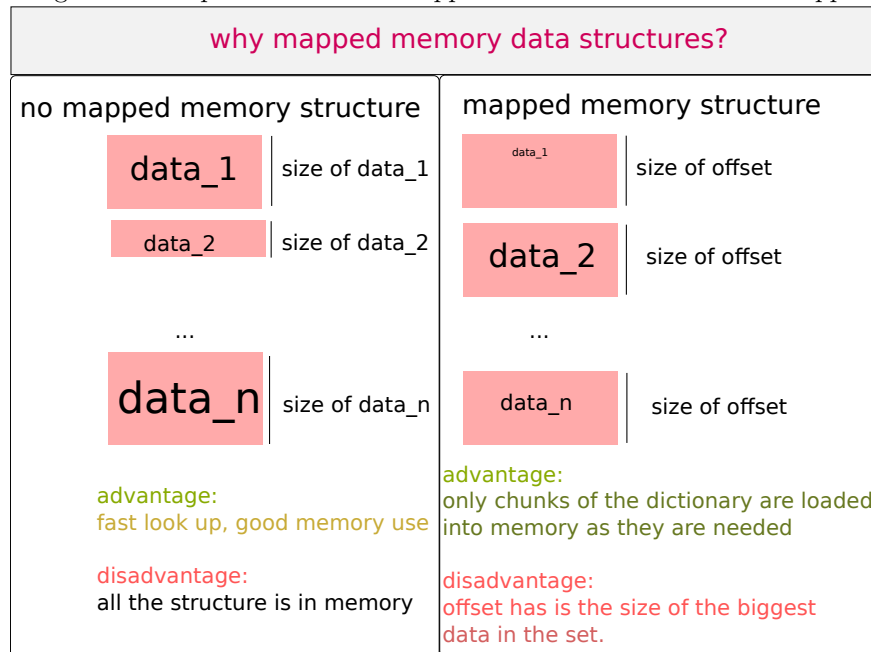 why mapped memory data structures?
no mapped memory structure
data_1
size of data_1
data_2
size of data_2
...
data_n
size of data_n
advantage:
fast look up, good memory use
disadvantage:
all the structure is in memory
mapped memory structure
data_1
size of offset
data_2
size of offset
...
data_n
size of offset
advantage:
only chunks of the dictionary are loaded
into memory as they are needed
disadvantage:
offset has is the size of the biggest
data in the set.